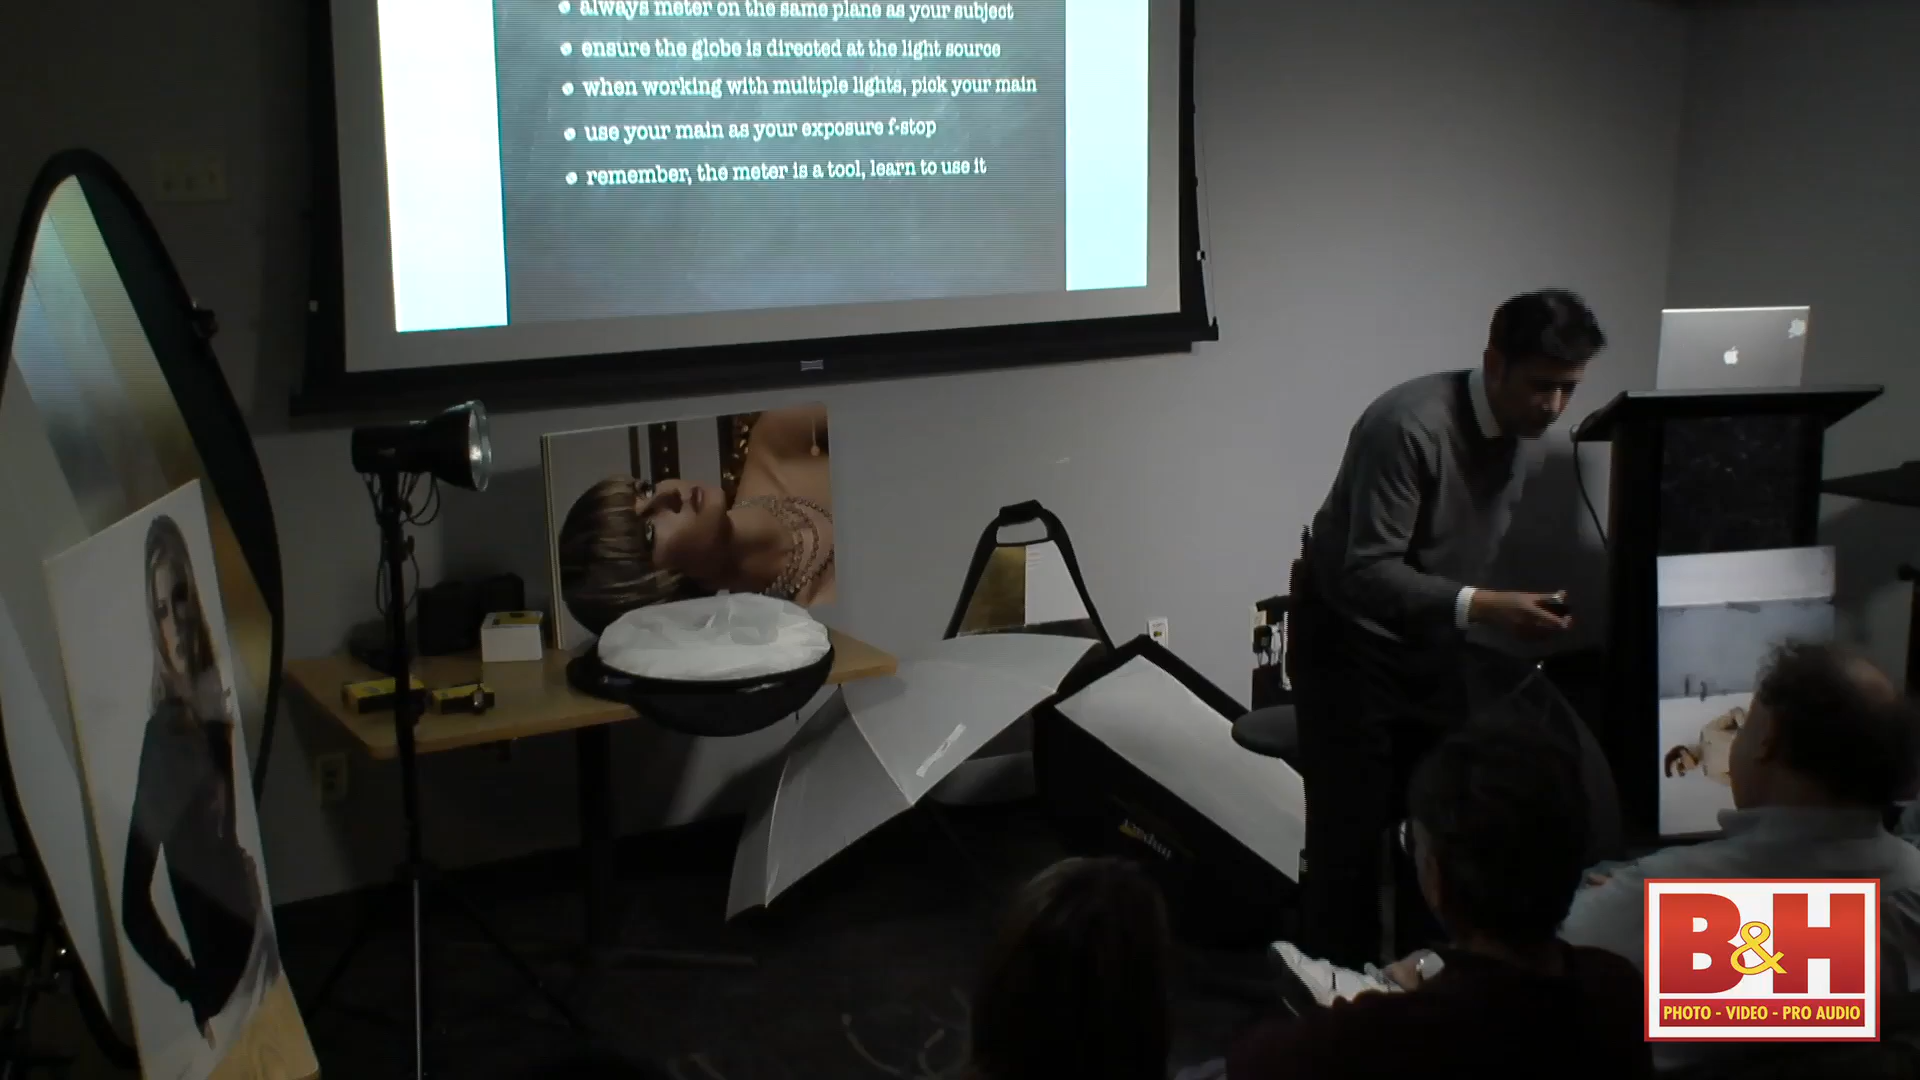 always meter on the same plane as your subject
ensure the globe is directed at the light source
when working with multiple lights, pick your main
use your main as your exposure f-stop
remember, the meter is a tool, learn to use it
B&H
PHOTO - VIDEO - PRO AUDIO